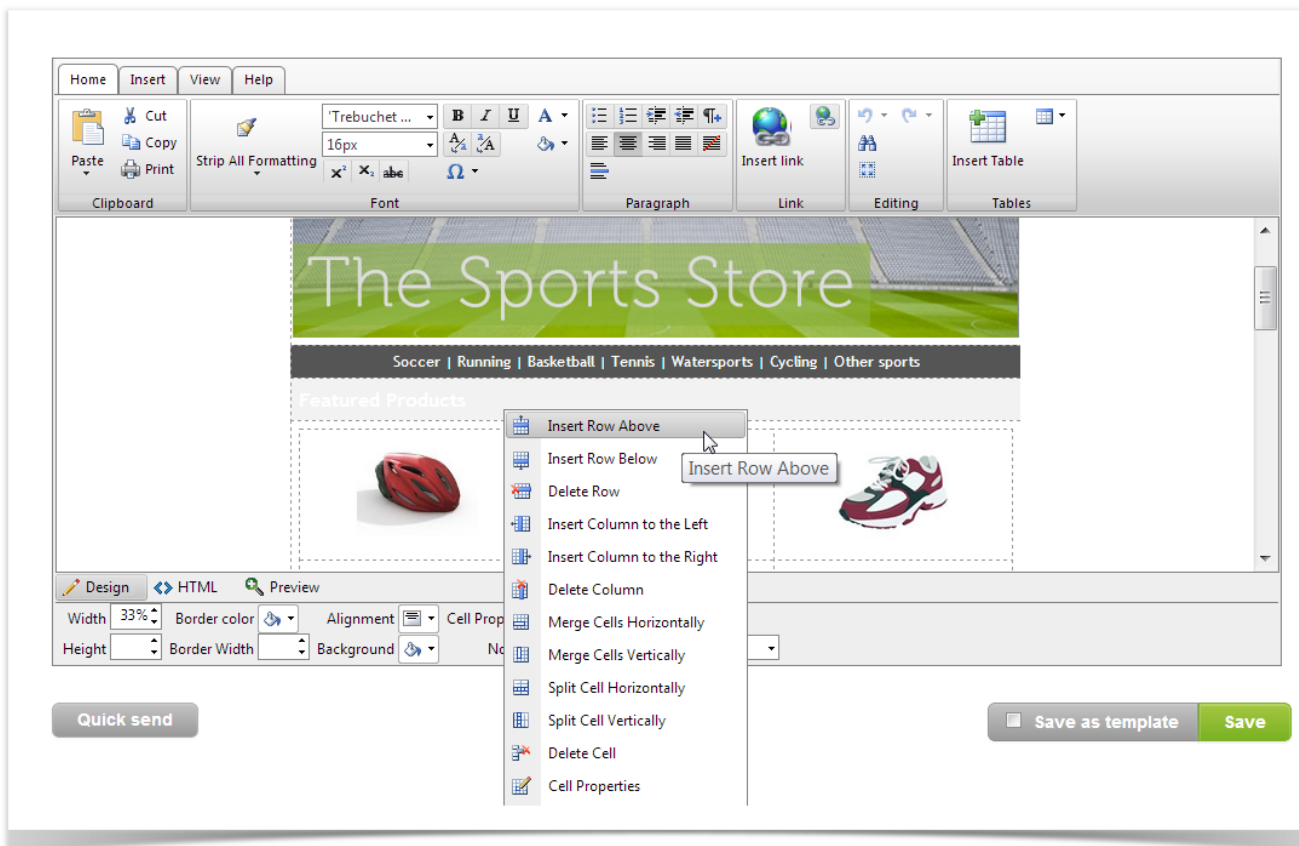 Home Insert View Help
Cut
Copy
Print
Paste
Strip All Formatting
'Trebuchet ...
16px
B I U A
Ω
abc
Insert link
Insert Table
Clipboard Font Paragraph Link Editing Tables
The Sports Store
Soccer | Running | Basketball | Tennis | Watersports | Cycling | Other sports
Featured Products
Insert Row Above
Insert Row Below
Insert Row Above
Delete Row
Insert Column to the Left
Insert Column to the Right
Delete Column
Merge Cells Horizontally
Merge Cells Vertically
Split Cell Horizontally
Split Cell Vertically
Delete Cell
Cell Properties
Design HTML Preview
Width 33% Border color Alignment Cell Prop
Height Border Width Background
Quick send
Save as template Save